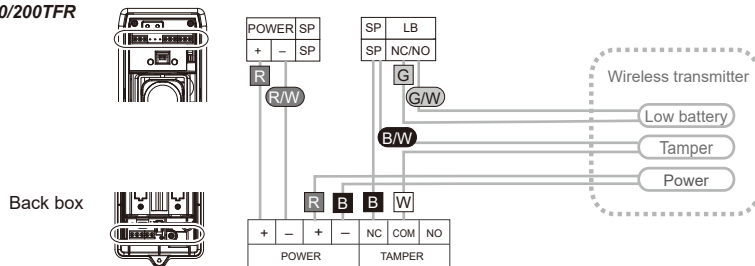 0/200TFR
POWER SP SP LB
+ – SP SP NC/NO
R G
R/W G/W
Wireless transmitter
Low battery
B/W
Tamper
Power
Back box
R B B W
+ – + – NC COM NO
POWER TAMPER